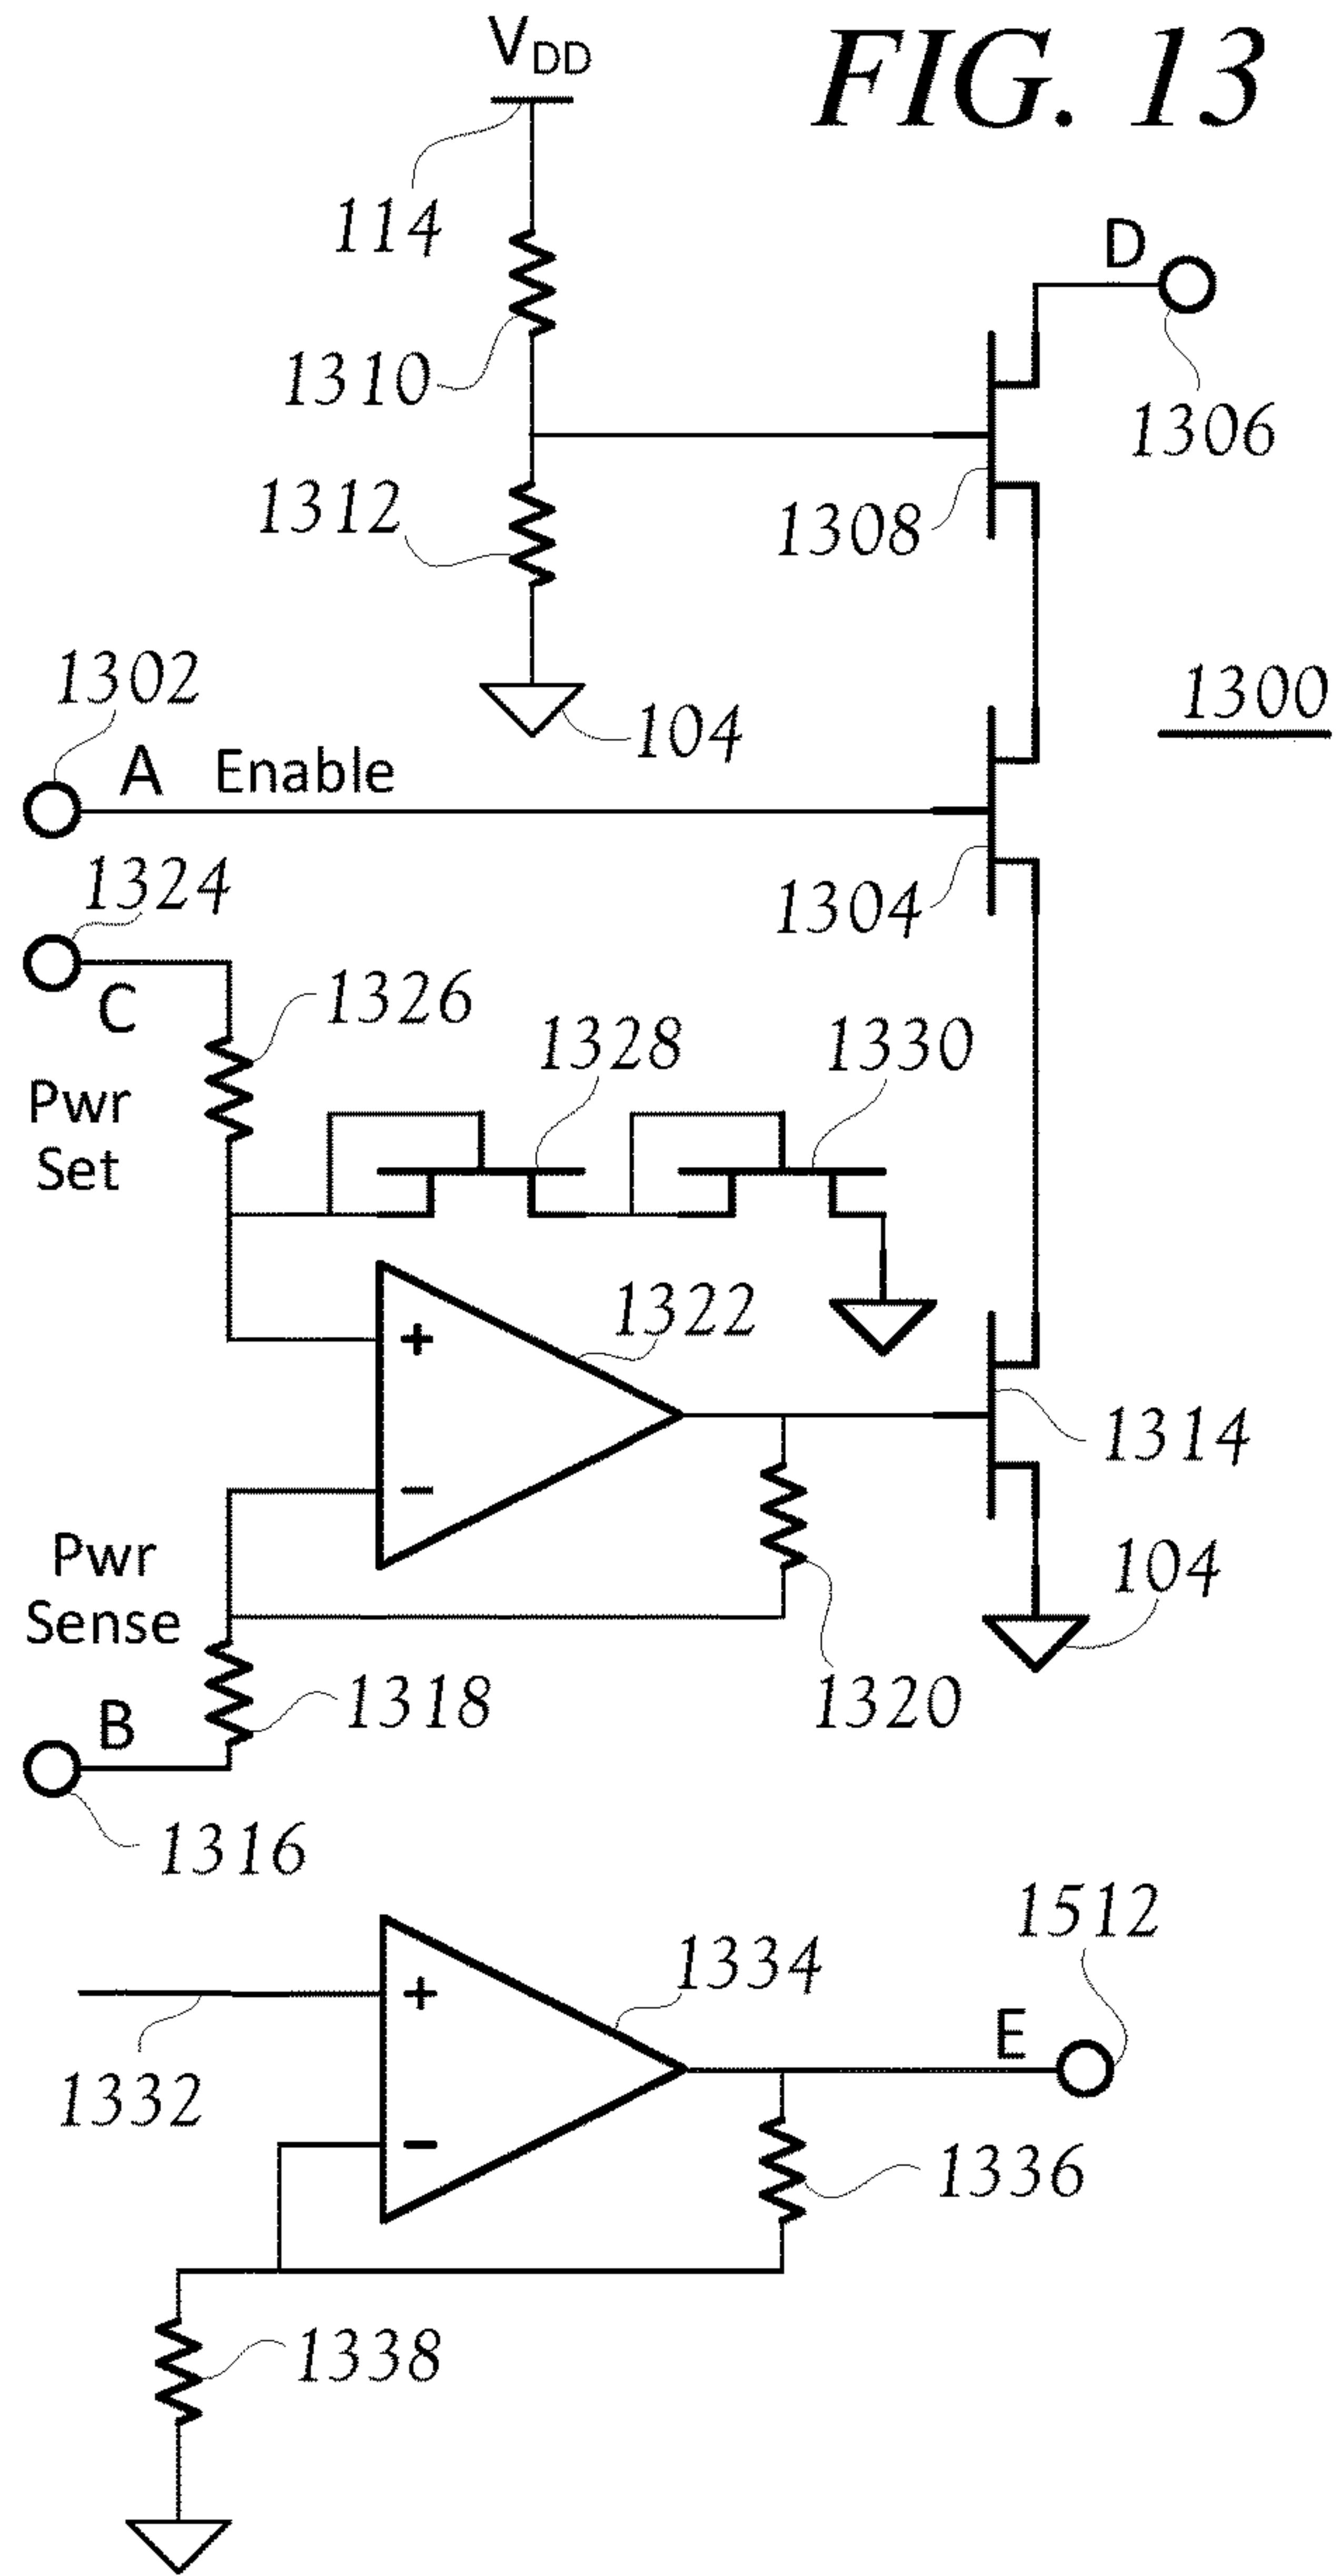 FIG. 13
V_DD
114
D
1310
1306
1312
1308
1302
104
1300
A Enable
1324
1304
C
1326
1328
1330
Pwr
Set
1322
+
1314
−
Pwr
Sense
104
B
1318
1320
1316
1512
1334
+
E
1332
−
1336
1338